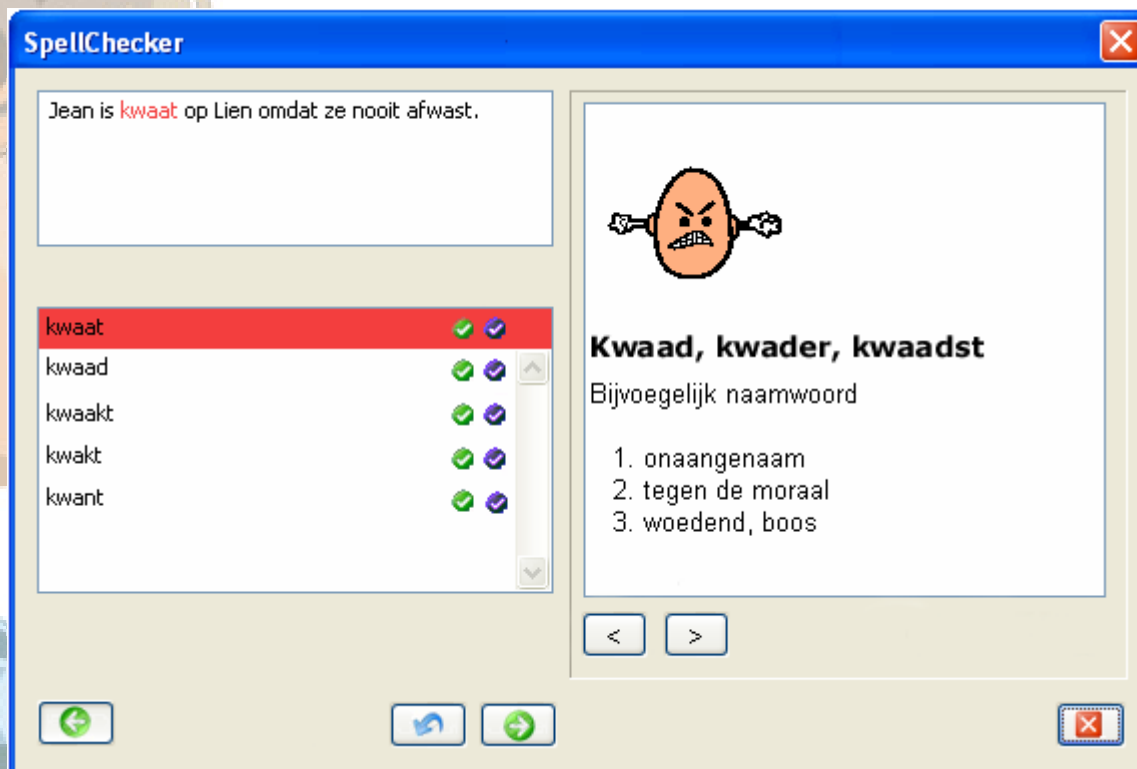 SpellChecker
Jean is kwaat op Lien omdat ze nooit afwast.
kwaat
kwaad
kwaakt
kwakt
kwant
Kwaad, kwader, kwaadst
Bijvoegelijk naamwoord
1. onaangenaam
2. tegen de moraal
3. woedend, boos
< >